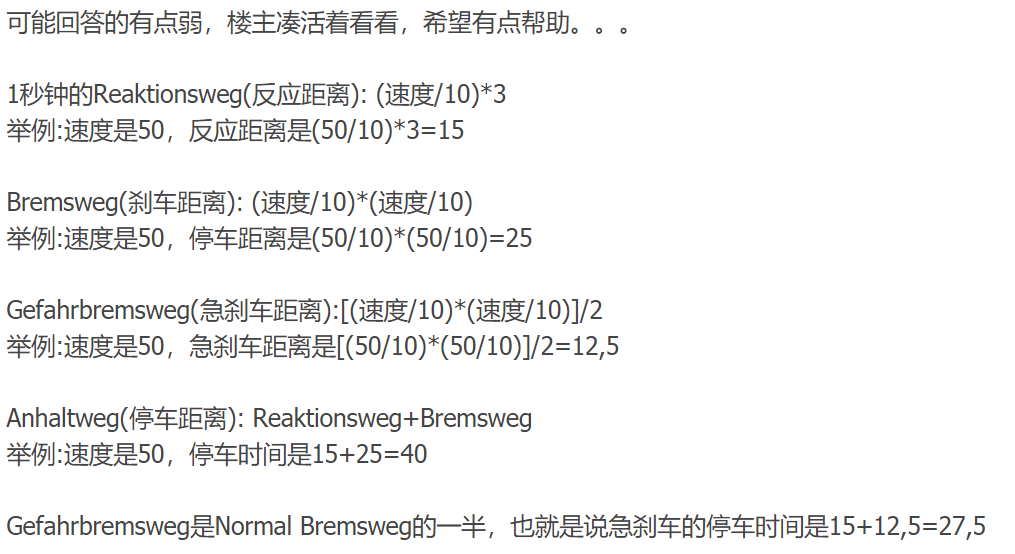 可能回答的有点弱，楼主凑活着看看，希望有点帮助。。。
1秒钟的Reaktionsweg(反应距离): (速度/10)*3
举例:速度是50，反应距离是(50/10)*3=15
Bremsweg(刹车距离): (速度/10)*(速度/10)
举例:速度是50，停车距离是(50/10)*(50/10)=25
Gefahrbremsweg(急刹车距离):[(速度/10)*(速度/10)]/2
举例:速度是50，急刹车距离是[(50/10)*(50/10)]/2=12,5
Anhaltweg(停车距离): Reaktionsweg+Bremsweg
举例:速度是50，停车时间是15+25=40
Gefahrbremsweg是Normal Bremsweg的一半，也就是说急刹车的停车时间是15+12,5=27,5